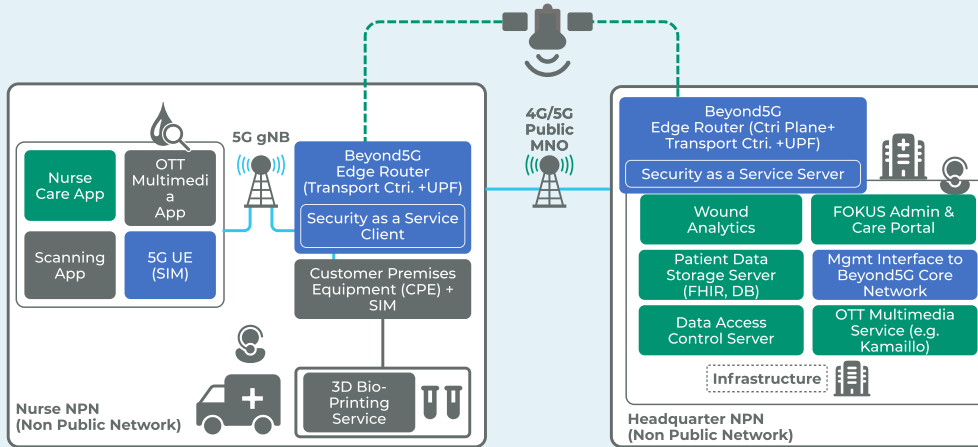 4G/5G
Public
MNO
5G gNB
Nurse
Care App
OTT
Multimedi
a
App
Scanning
App
5G UE
(SIM)
Beyond5G
Edge Router
(Transport Ctri. +UPF)
Security as a Service
Client
Customer Premises
Equipment (CPE) +
SIM
3D Bio-
Printing
Service
Nurse NPN
(Non Public Network)
Beyond5G
Edge Router (Ctri Plane+
Transport Ctri. +UPF)
Security as a Service Server
Wound
Analytics
FOKUS Admin &
Care Portal
Patient Data
Storage Server
(FHIR, DB)
Mgmt Interface to
Beyond5G Core
Network
Data Access
Control Server
OTT Multimedia
Service (e.g.
Kamaillo)
Infrastructure
Headquarter NPN
(Non Public Network)